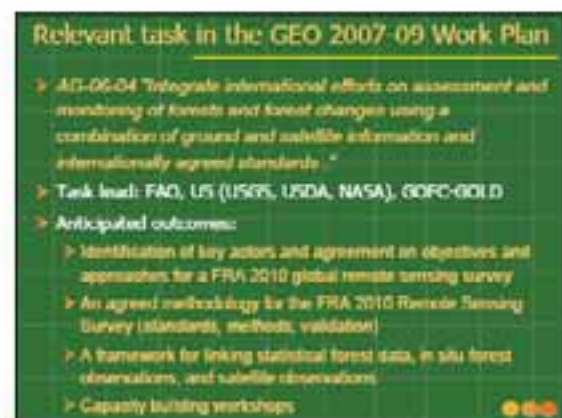 Relevant task in the GEO 2007-09 Work Plan
➢ AG-06-04 "Integrate international efforts on assessment and
monitoring of forests and forest changes using a
combination of ground and satellite information and
internationally agreed standards ."
➢ Task lead: FAO, US (USGS, USDA, NASA), GOFC-GOLD
➢ Anticipated outcomes:
➢ Identification of key actors and agreement on objectives and
approaches for a FRA 2010 global remote sensing survey
➢ An agreed methodology for the FRA 2010 Remote Sensing
Survey (standards, methods, validation)
➢ A framework for linking statistical forest data, in situ forest
observations, and satellite observations
➢ Capacity building workshops